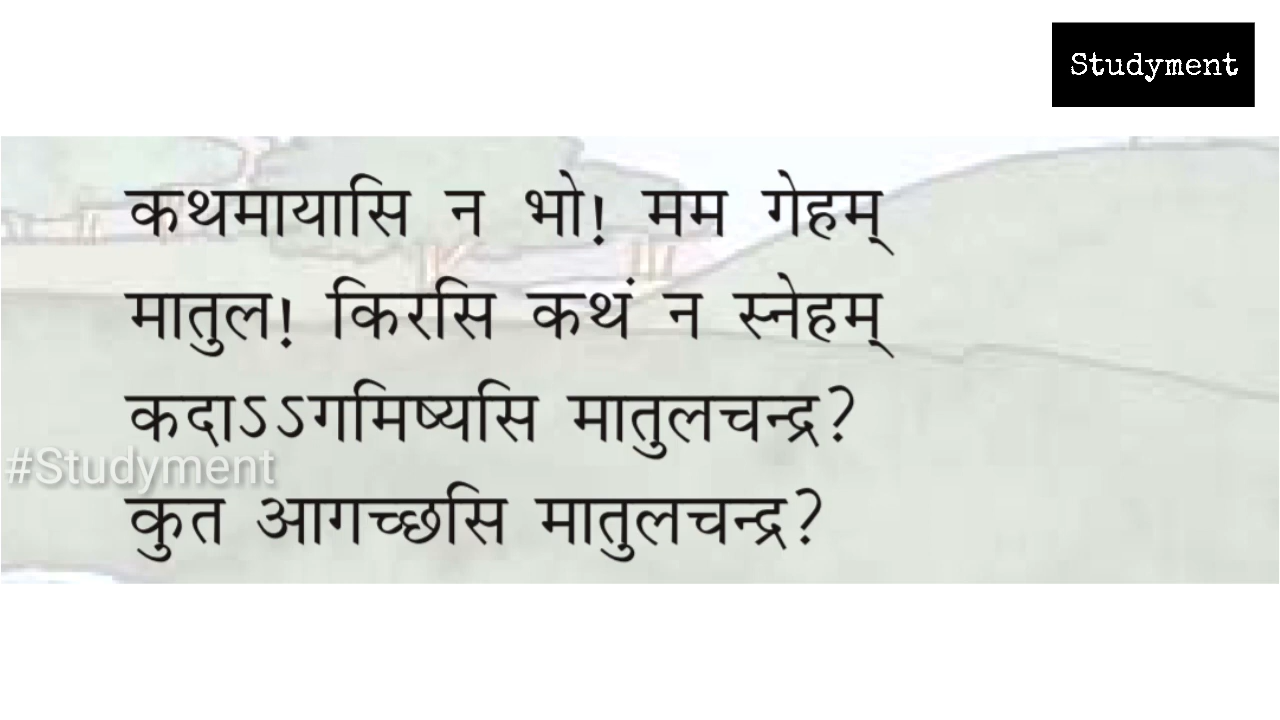 Studyment
कथमायासि न भो! मम गेहम्
मातुल! किरसि कथं न स्नेहम्
कदाऽऽगमिष्यसि मातुलचन्द्र?
#Studyment
कुत आगच्छसि मातुलचन्द्र?